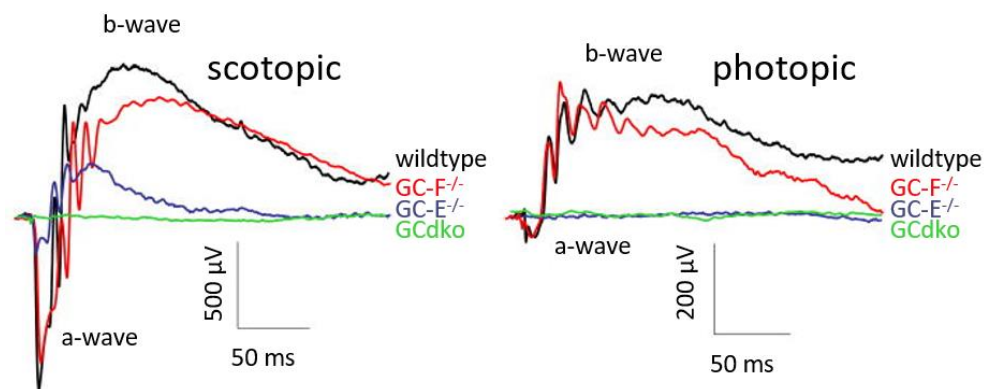 b-wave
scotopic
wildtype
GC-F-/-
GC-E-/-
GCdko
a-wave
500 µV
50 ms
b-wave
photopic
wildtype
GC-F-/-
GC-E-/-
GCdko
a-wave
200 µV
50 ms